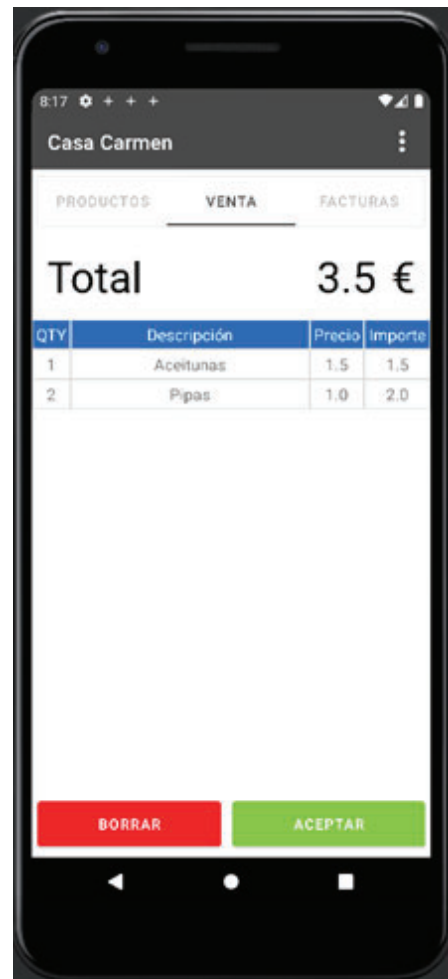 8:17
Casa Carmen
PRODUCTOS VENTA FACTURAS
Total 3.5 €
QTY Descripción Precio Importe
1 Aceitunas 1.5 1.5
2 Pipas 1.0 2.0
BORRAR ACEPTAR